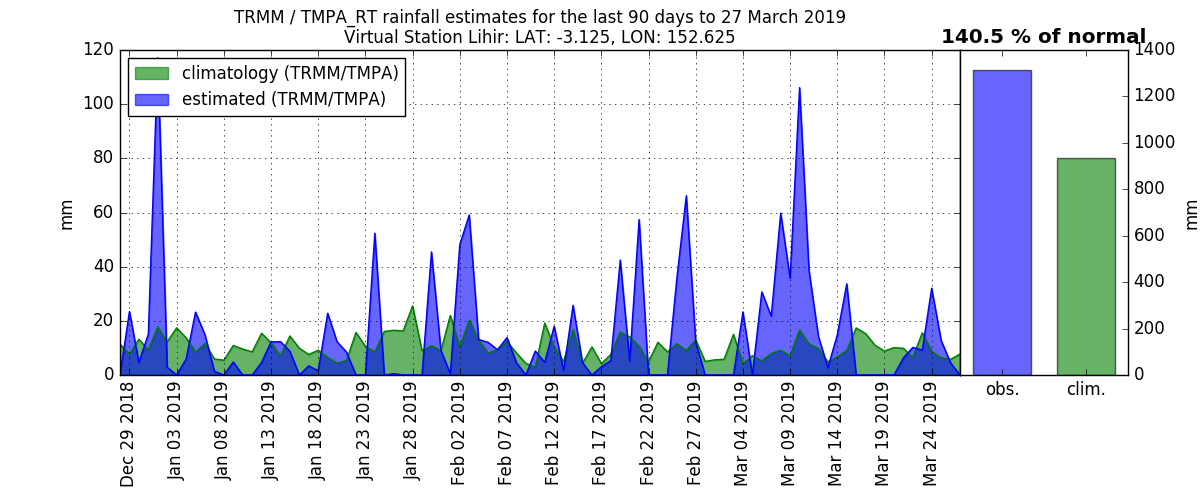 TRMM / TMPA_RT rainfall estimates for the last 90 days to 27 March 2019
Virtual Station Lihir: LAT: -3.125, LON: 152.625
140.5 % of normal
climatology (TRMM/TMPA)
estimated (TRMM/TMPA)
mm
120
100
80
60
40
20
0
Dec 29 2018
Jan 03 2019
Jan 08 2019
Jan 13 2019
Jan 18 2019
Jan 23 2019
Jan 28 2019
Feb 02 2019
Feb 07 2019
Feb 12 2019
Feb 17 2019
Feb 22 2019
Feb 27 2019
Mar 04 2019
Mar 09 2019
Mar 14 2019
Mar 19 2019
Mar 24 2019
obs.
clim.
1400
1200
1000
800
600
400
200
0
mm